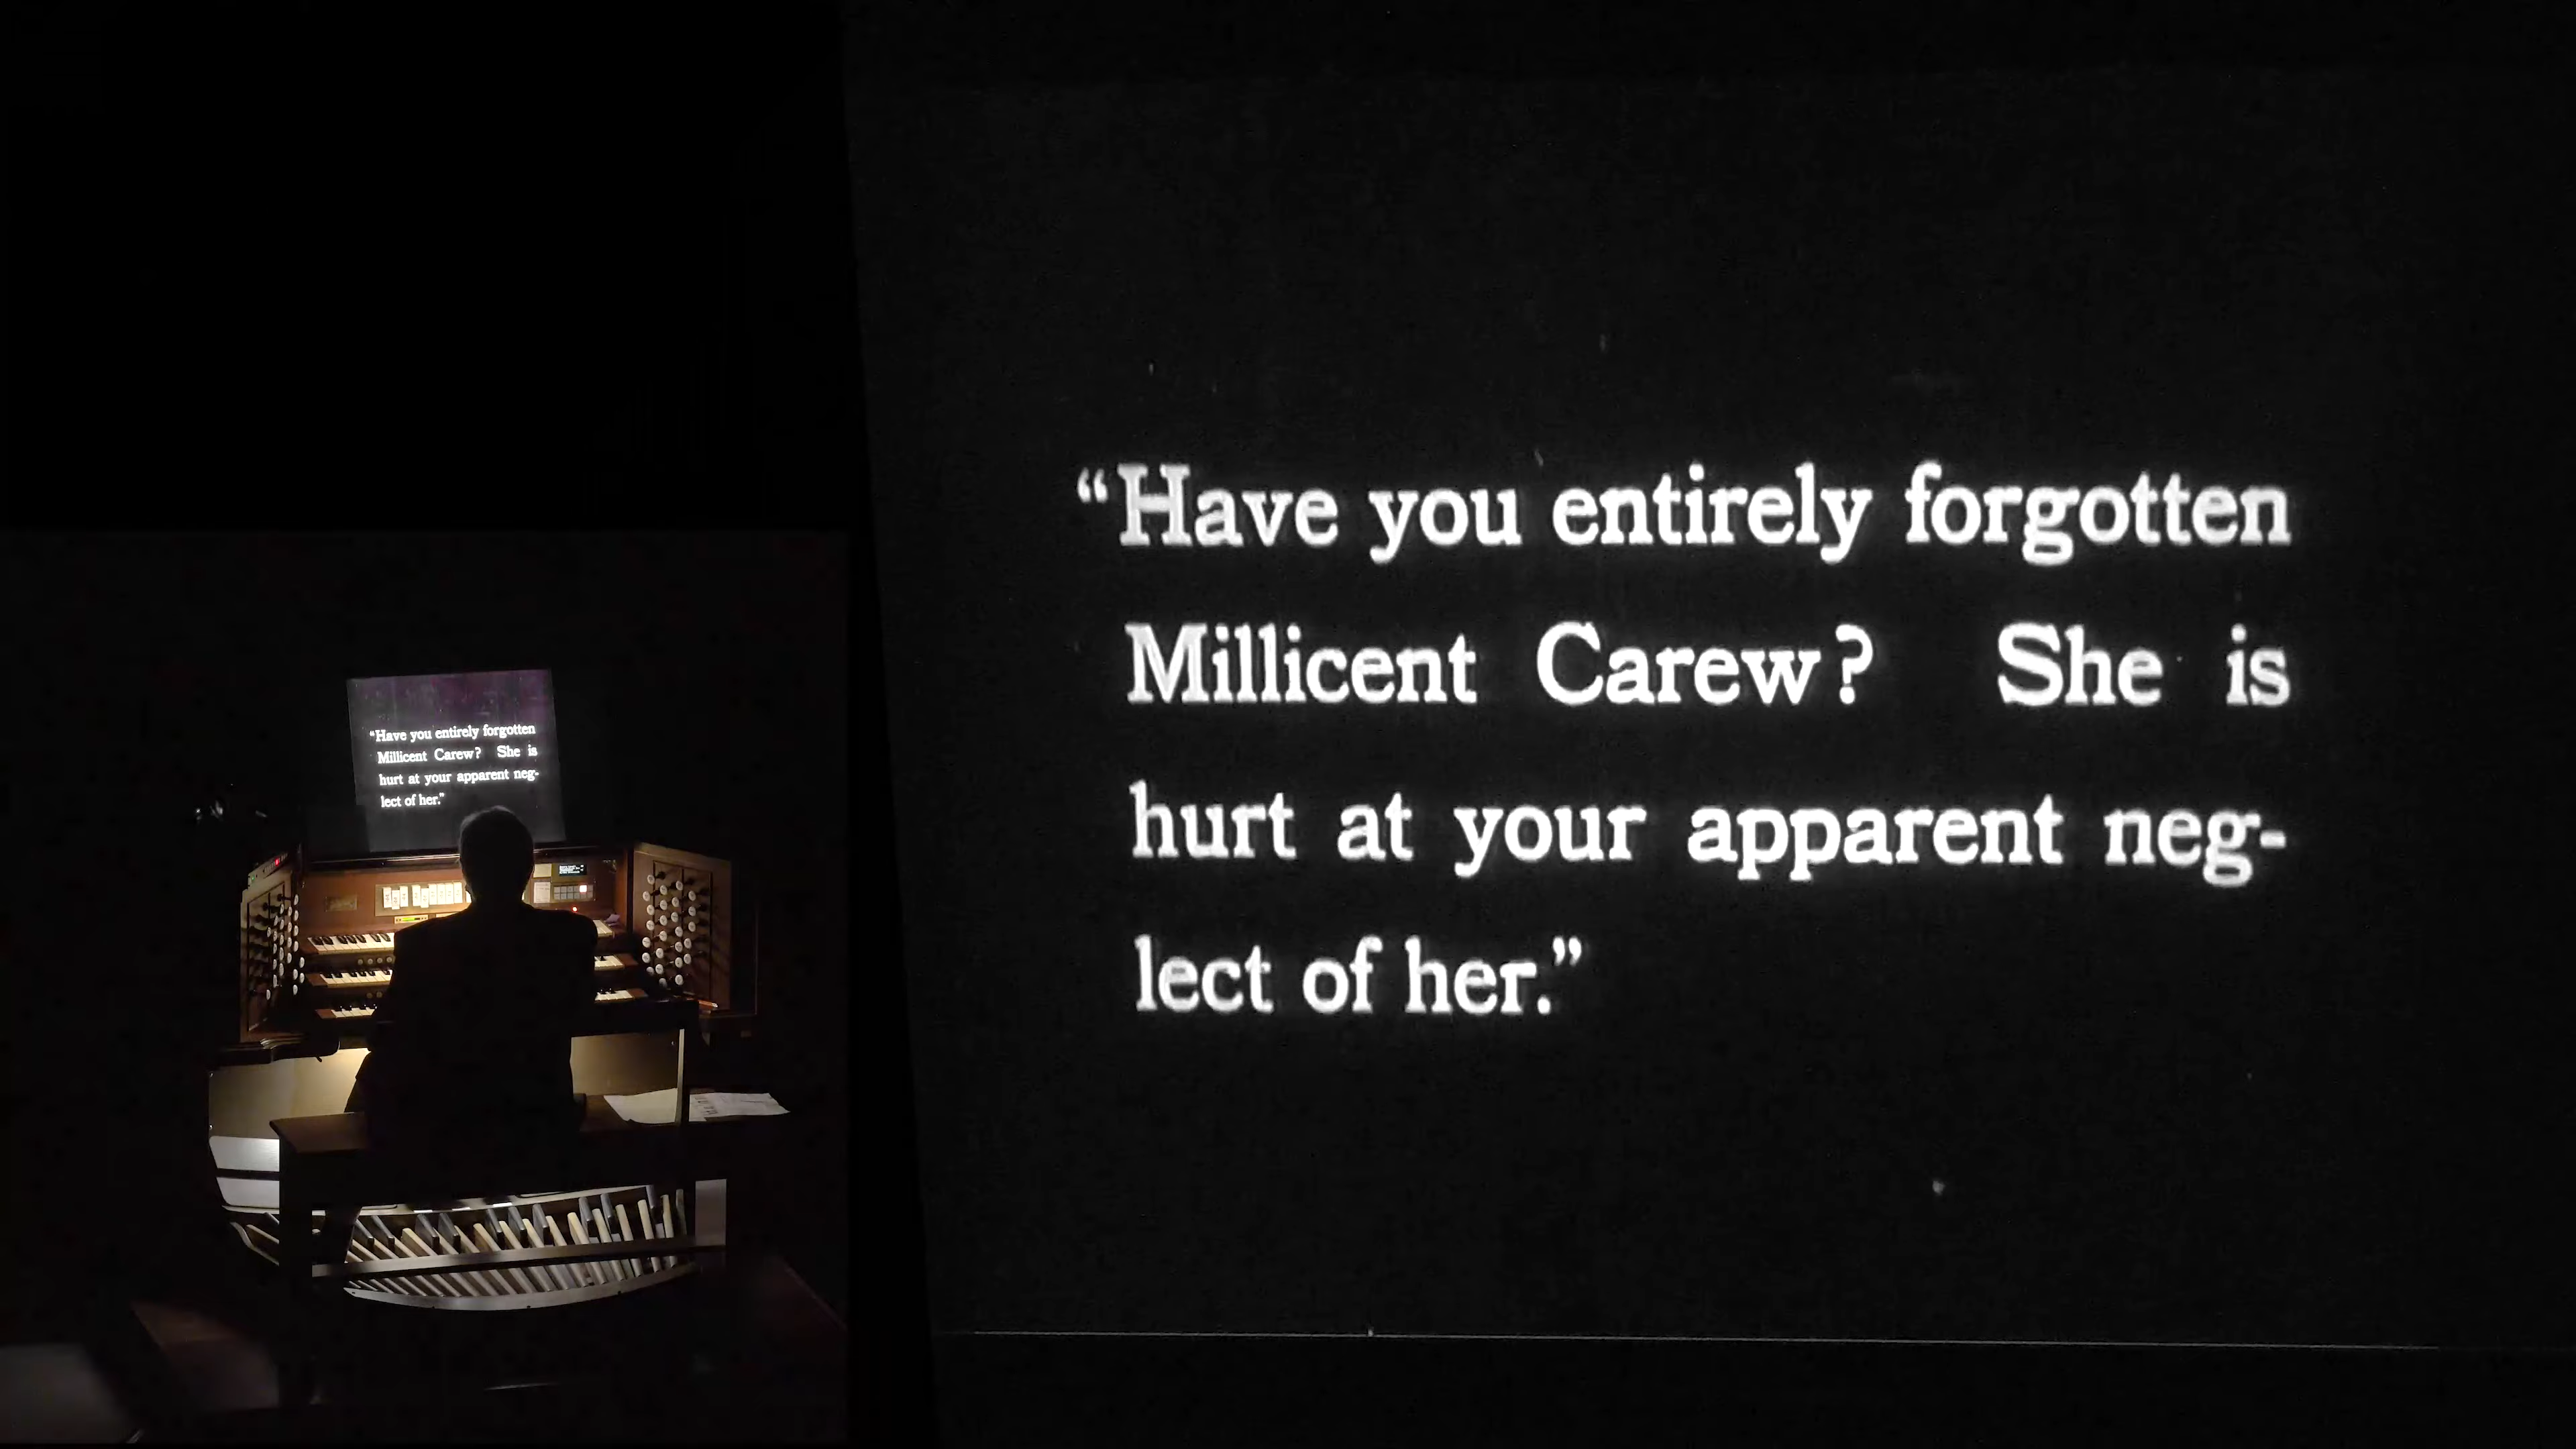 “Have you entirely forgotten
Millicent Carew? She is
hurt at your apparent neg-
lect of her.”
“Have you entirely forgotten
Millicent Carew? She is
hurt at your apparent neg-
lect of her.”